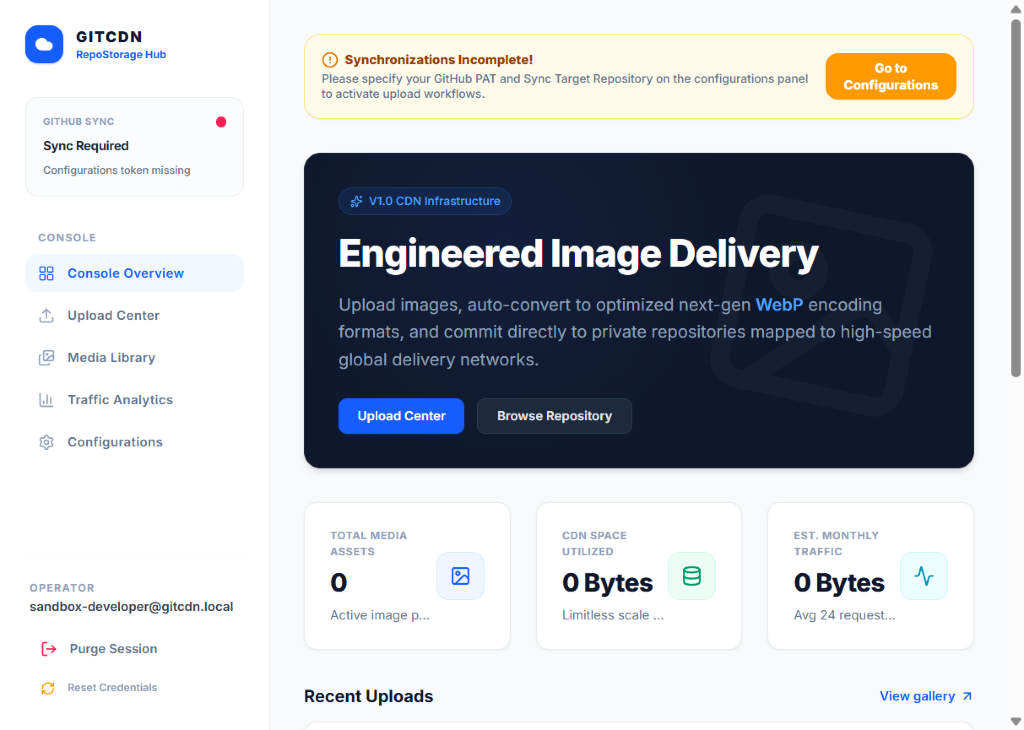 GITCDN
RepoStorage Hub
GITHUB SYNC
Sync Required
Configurations token missing
CONSOLE
Console Overview
Upload Center
Media Library
Traffic Analytics
Configurations
OPERATOR
sandbox-developer@gitcdn.local
Purge Session
Reset Credentials
Synchronizations Incomplete!
Please specify your GitHub PAT and Sync Target Repository on the configurations panel
to activate upload workflows.
Go to
Configurations
V1.0 CDN Infrastructure
Engineered Image Delivery
Upload images, auto-convert to optimized next-gen WebP encoding
formats, and commit directly to private repositories mapped to high-speed
global delivery networks.
Upload Center
Browse Repository
TOTAL MEDIA
ASSETS
0
Active image p...
CDN SPACE
UTILIZED
0 Bytes
Limitless scale ...
EST. MONTHLY
TRAFFIC
0 Bytes
Avg 24 request...
Recent Uploads
View gallery